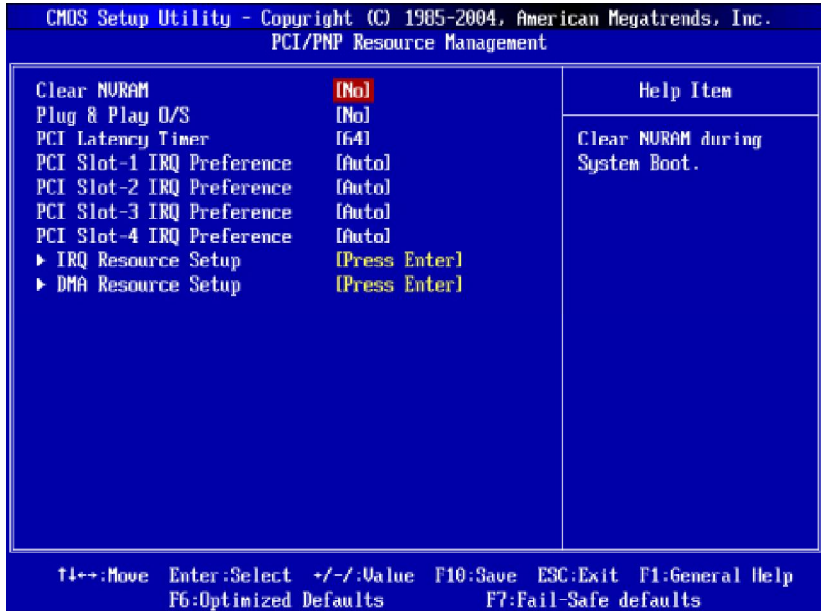 CMOS Setup Utility - Copyright (C) 1985-2004, American Megatrends, Inc.
PCI/PNP Resource Management
Clear NVRAM [No]
Plug & Play O/S [No]
PCI Latency Timer [64]
PCI Slot-1 IRQ Preference [Auto]
PCI Slot-2 IRQ Preference [Auto]
PCI Slot-3 IRQ Preference [Auto]
PCI Slot-4 IRQ Preference [Auto]
▶ IRQ Resource Setup [Press Enter]
▶ DMA Resource Setup [Press Enter]
Help Item
Clear NVRAM during
System Boot.
↑↓←→:Move Enter:Select +/-/:Value F10:Save ESC:Exit F1:General Help
F6:Optimized Defaults F7:Fail-Safe defaults